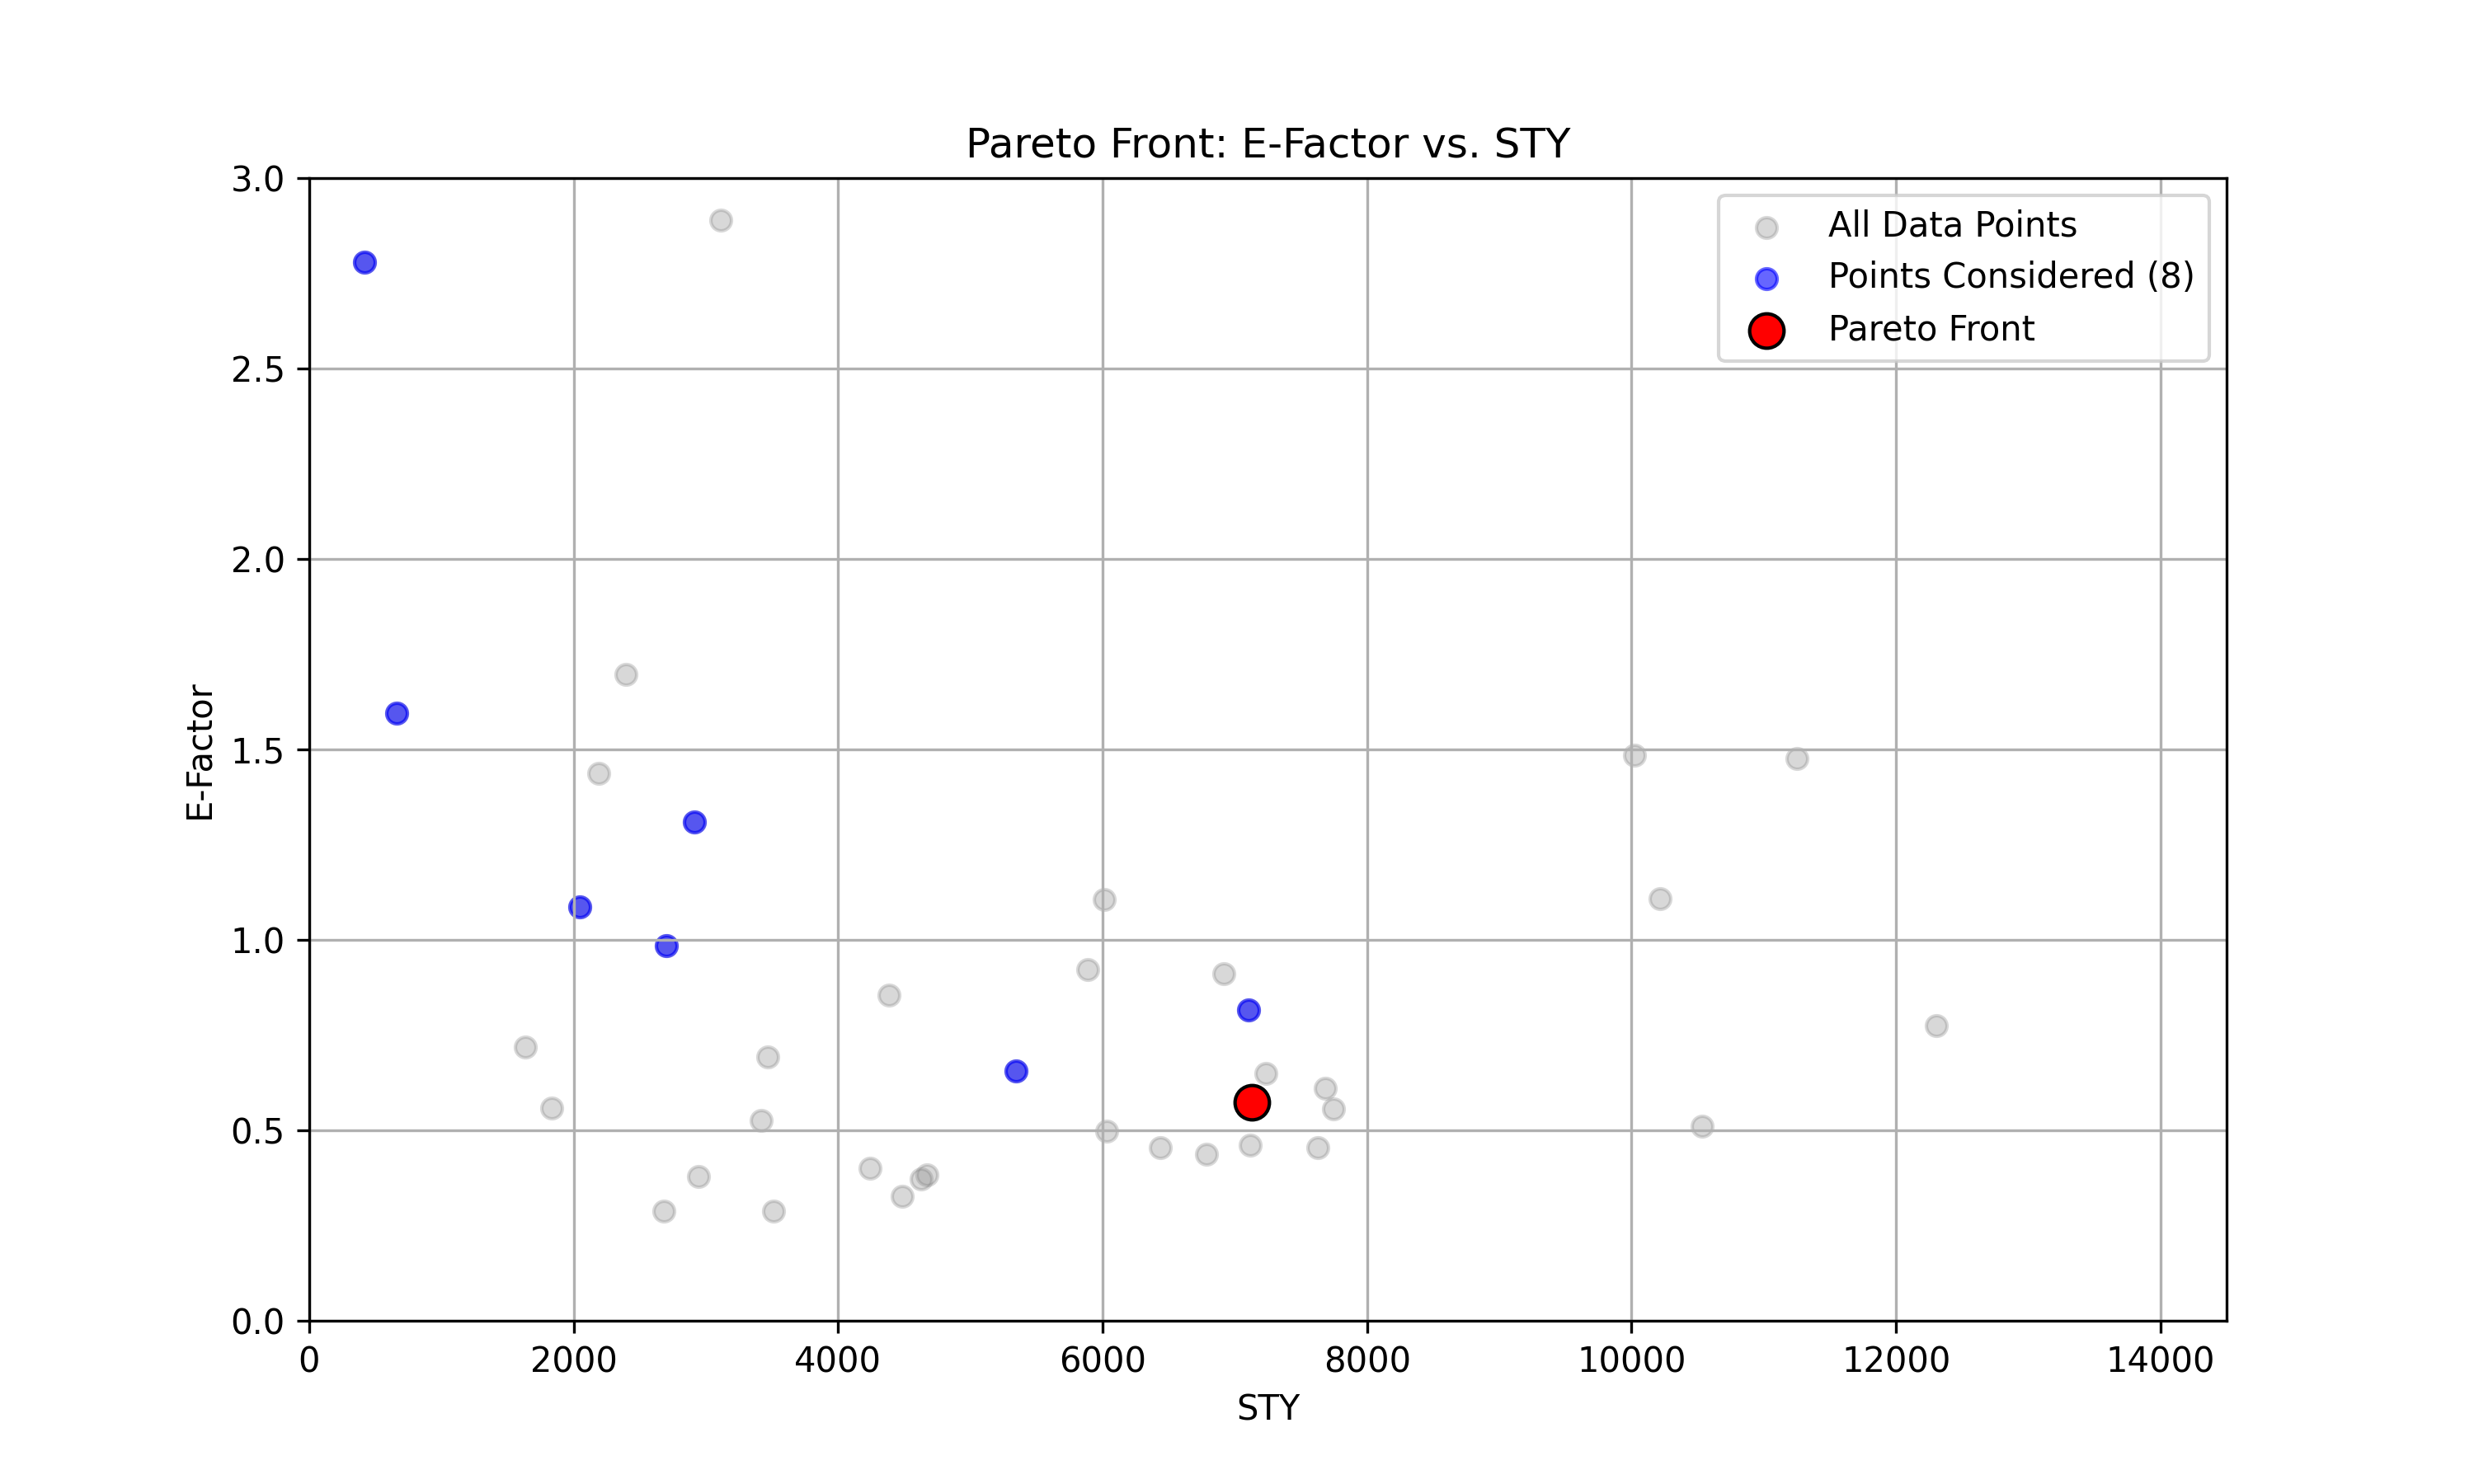 Pareto Front: E-Factor vs. STY
All Data Points
Points Considered (8)
Pareto Front
3.0
2.5
2.0
1.5
1.0
0.5
0.0
E-Factor
0 2000 4000 6000 8000 10000 12000 14000
STY